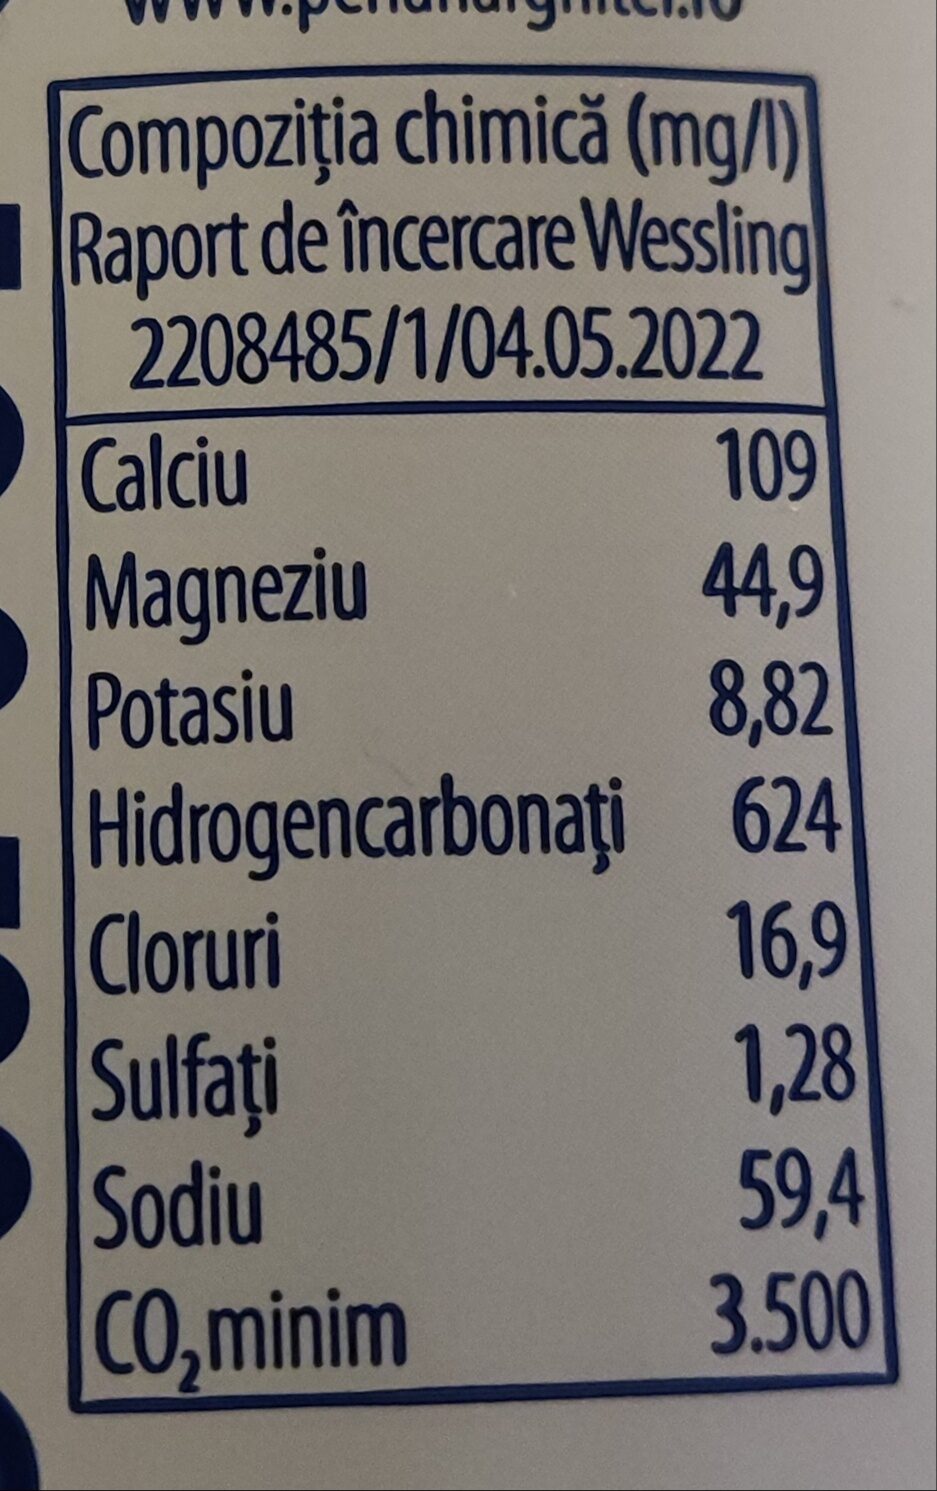 Compoziția chimică (mg/l)
Raport de încercare Wessling
2208485/1/04.05.2022
Calciu 109
Magneziu 44,9
Potasiu 8,82
Hidrogencarbonați 624
Cloruri 16,9
Sulfați 1,28
Sodiu 59,4
CO₂ minim 3.500